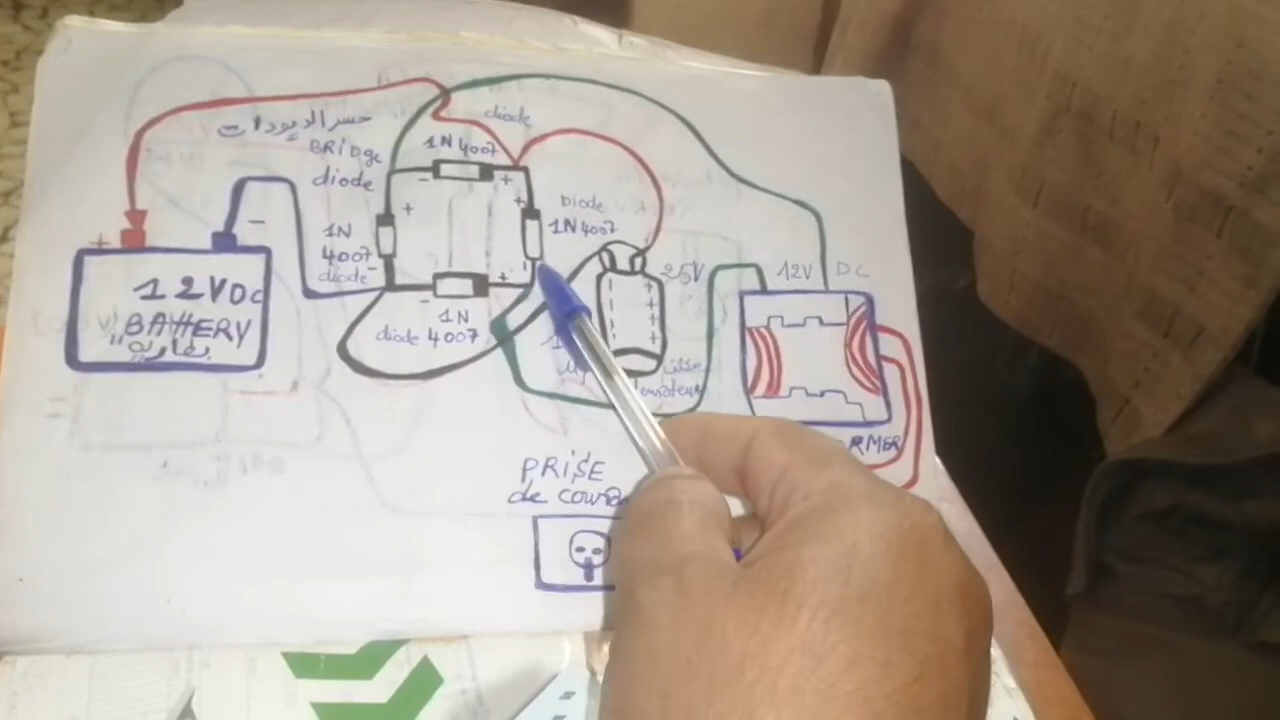 جسر الديودات
BRiDge
diode
diode
1N 4007
1N
4007
diode
Diode
1N 4007
1N
diode 4007
25V
12V DC
12VDc
BAttERY
"بطارية"
PRiSE